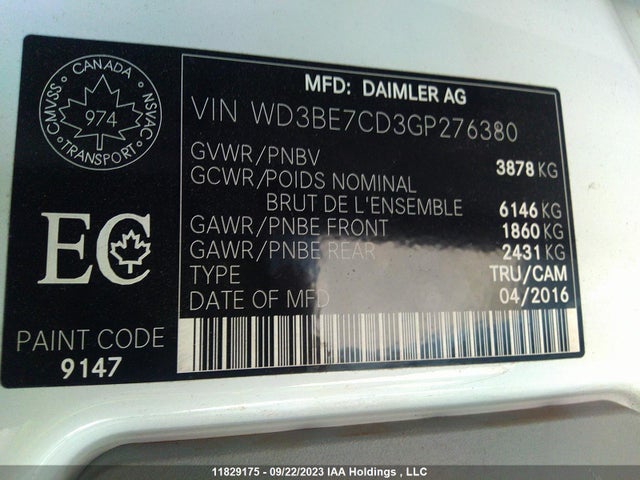 CANADA
CMVSS
974
NSVAC
TRANSPORT
MFD: DAIMLER AG
VIN WD3BE7CD3GP276380
GVWR/PNBV 3878 KG
GCWR/POIDS NOMINAL
BRUT DE L'ENSEMBLE 6146 KG
GAWR/PNBE FRONT 1860 KG
GAWR/PNBE REAR 2431 KG
TYPE TRU/CAM
DATE OF MFD 04/2016
EC
PAINT CODE
9147
11829175 - 09/22/2023 IAA Holdings , LLC